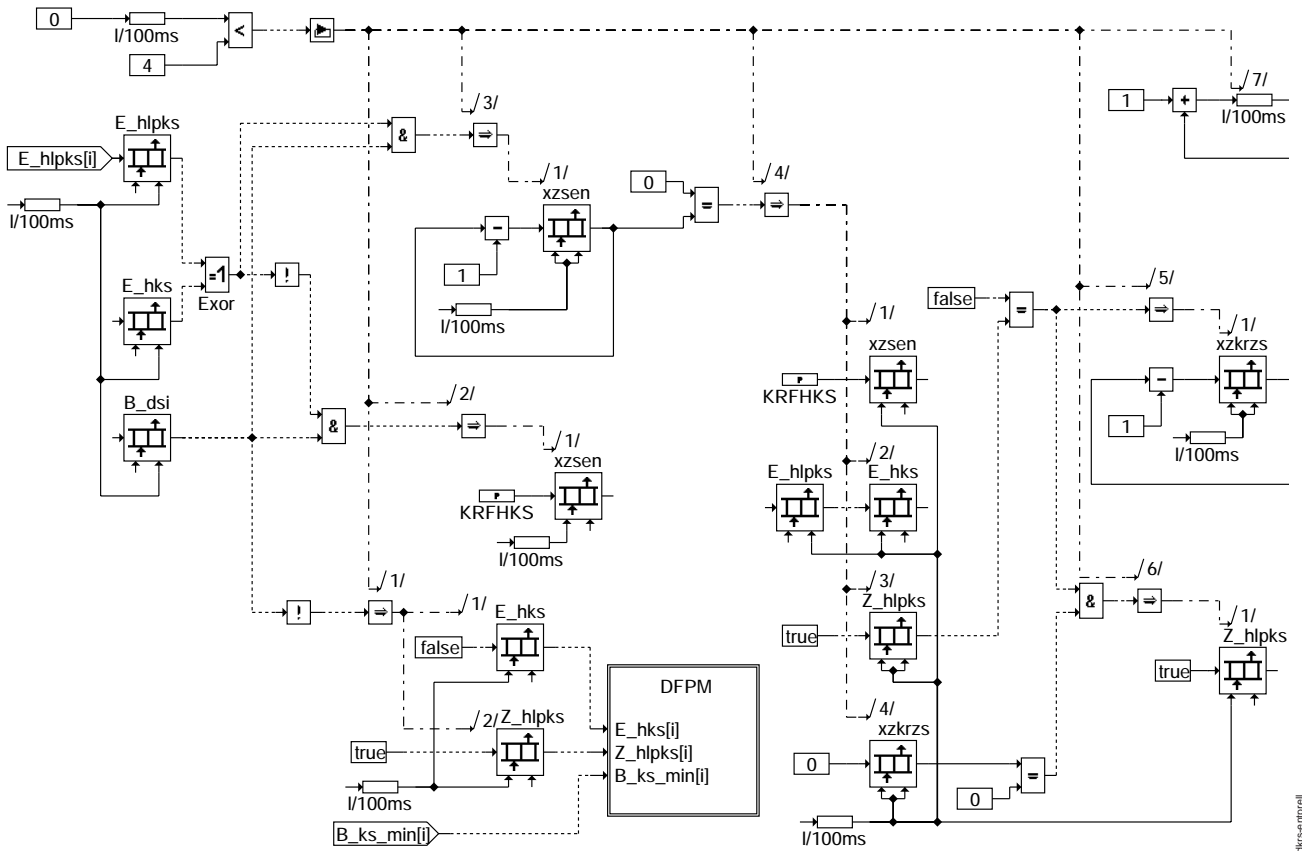 0
I/100ms
<
4
/7/
1
+
I/100ms
/3/
E_hlpks
&
⇒
E_hlpks[i]
/1/
xzsen
/4/
0
=
⇒
I/100ms
-
1
E_hks
=1
Exor
!
I/100ms
false
=
/5/
⇒
/1/
xzkrzs
/1/
xzsen
P
KRFHKS
-
1
I/100ms
B_dsi
/2/
&
⇒
/1/
xzsen
P
KRFHKS
I/100ms
/2/
E_hlpks
E_hks
/1/
!
⇒
/1/
E_hks
false
/3/
Z_hlpks
true
/6/
&
⇒
/1/
Z_hlpks
true
DFPM
E_hks[i]
Z_hlpks[i]
B_ks_min[i]
/2/
Z_hlpks
true
I/100ms
B_ks_min[i]
/4/
xzkrzs
0
=
0
I/100ms